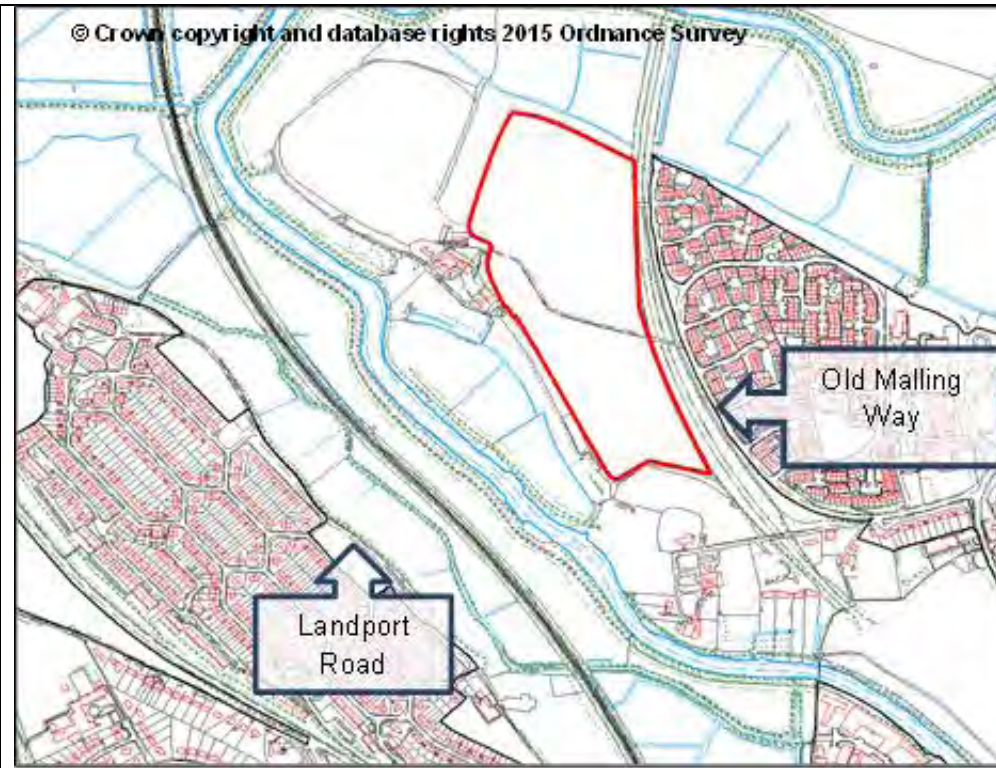 © Crown copyright and database rights 2015 Ordnance Survey
Old Malling
Way
Landport
Road